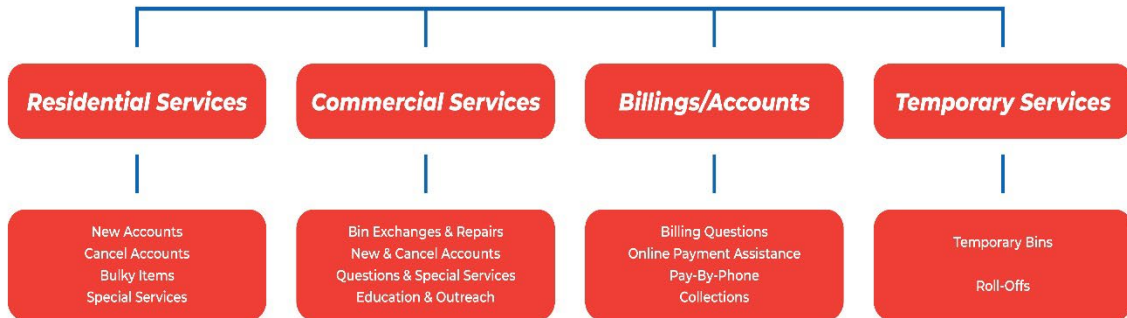 Residential Services
Commercial Services
Billings/Accounts
Temporary Services
New Accounts
Cancel Accounts
Bulky Items
Special Services
Bin Exchanges & Repairs
New & Cancel Accounts
Questions & Special Services
Education & Outreach
Billing Questions
Online Payment Assistance
Pay-By-Phone
Collections
Temporary Bins
Roll-Offs